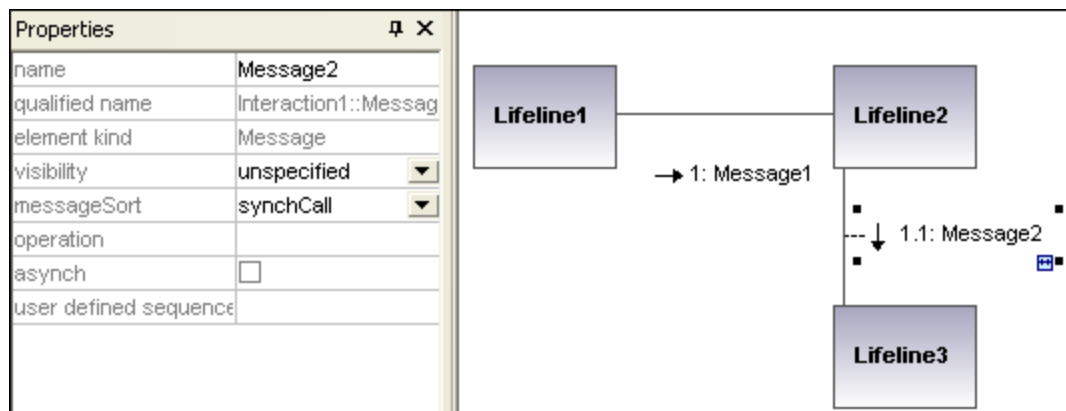 Properties
name Message2
qualified name Interaction1::Messag
element kind Message
visibility unspecified
messageSort synchCall
operation
asynch
user defined sequence
Lifeline1
Lifeline2
1: Message1
1.1: Message2
Lifeline3